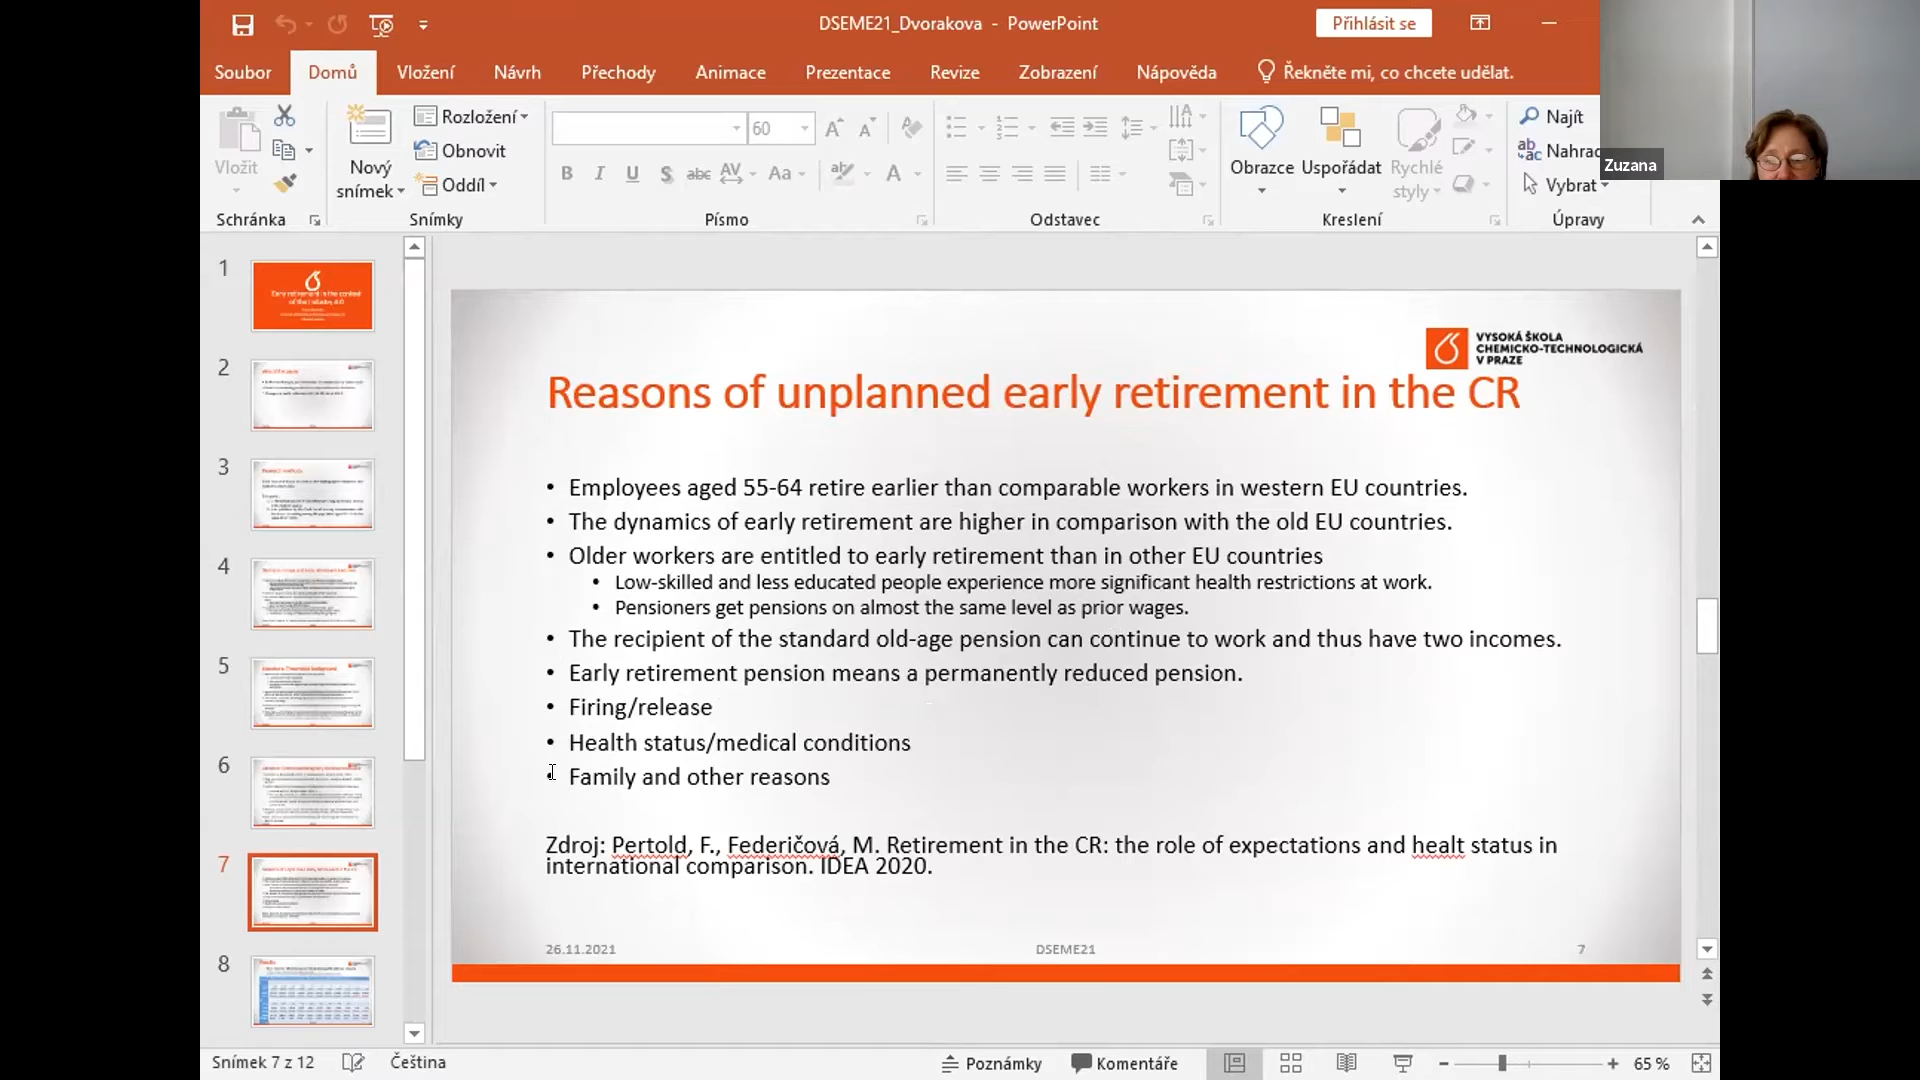 DSEME21_Dvorakova - PowerPoint
Přihlásit se
Soubor
Domů
Vložení
Návrh
Přechody
Animace
Prezentace
Revize
Zobrazení
Nápověda
Řekněte mi, co chcete udělat.
Vložit
Schránka
Nový
snímek
Rozložení
Obnovit
Oddíl
Snímky
60
Písmo
Odstavec
Obrazce
Uspořádat
Rychlé
styly
Kreslení
Najít
Vybrat
Úpravy
Zuzana
1
2
3
4
5
6
7
8
VYSOKÁ ŠKOLA
CHEMICKO-TECHNOLOGICKÁ
V PRAZE
Reasons of unplanned early retirement in the CR
• Employees aged 55-64 retire earlier than comparable workers in western EU countries.
• The dynamics of early retirement are higher in comparison with the old EU countries.
• Older workers are entitled to early retirement than in other EU countries
• Low-skilled and less educated people experience more significant health restrictions at work.
• Pensioners get pensions on almost the same level as prior wages.
• The recipient of the standard old-age pension can continue to work and thus have two incomes.
• Early retirement pension means a permanently reduced pension.
• Firing/release
• Health status/medical conditions
• Family and other reasons
Zdroj: Pertold, F., Federičová, M. Retirement in the CR: the role of expectations and healt status in
international comparison. IDEA 2020.
26.11.2021
DSEME21
7
Snímek 7 z 12
Čeština
Poznámky
Komentáře
65 %